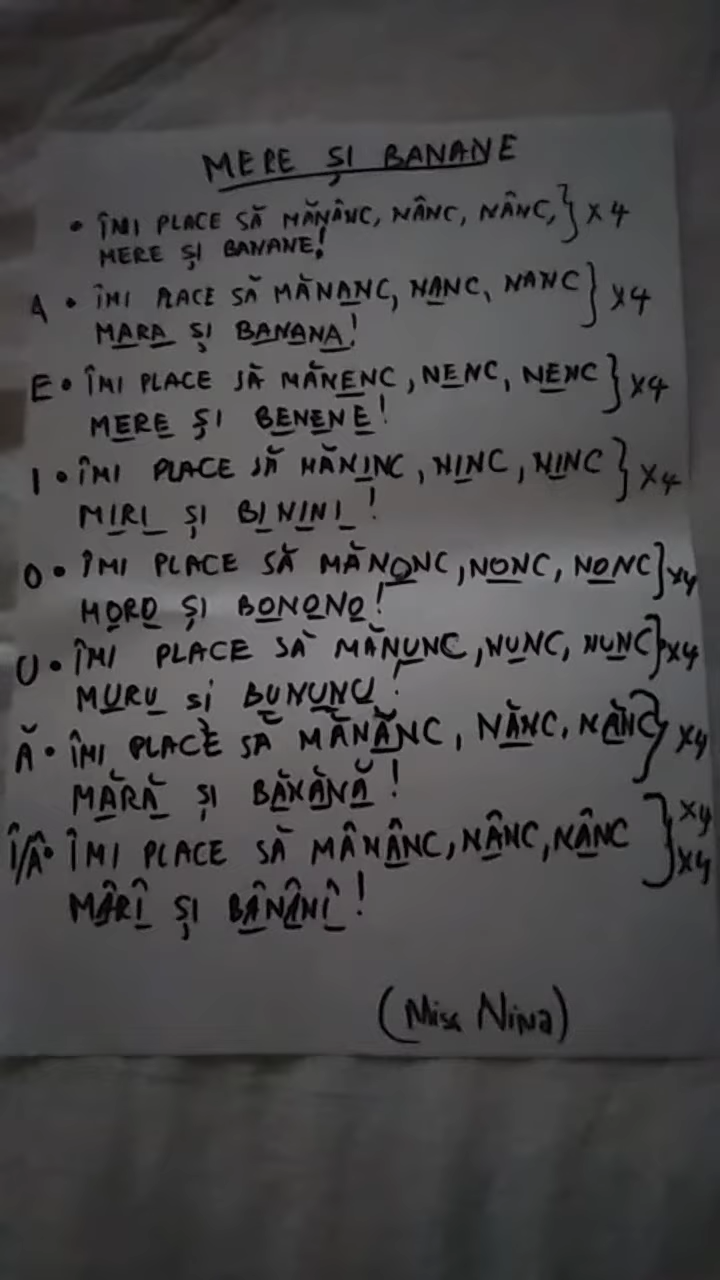 MERE ȘI BANANE
• ÎMI PLACE SĂ MĂNÂNC, NÂNC, NÂNC, } x4
MERE ȘI BANANE!
A • ÎMI PLACE SĂ MĂNANC, NANC, NANC } x4
MARA ȘI BANANA!
E • ÎMI PLACE SĂ MĂNENC, NENC, NENC } x4
MERE ȘI BENENE!
I • ÎMI PLACE SĂ MĂNINC, NINC, NINC } x4
MIRI ȘI BININI!
O • ÎMI PLACE SĂ MĂNONC, NONC, NONC } x4
MORO ȘI BONONO!
U • ÎMI PLACE SĂ MĂNUNC, NUNC, NUNC } x4
MURU și BUNUNU!
Ă • ÎMI PLACE SĂ MĂNĂNC, NĂNC, NĂNC } x4
MĂRĂ ȘI BĂNĂNĂ!
Î/Â • ÎMI PLACE SĂ MÂNÂNC, NÂNC, NÂNC } x4
x4
MÂRÎ ȘI BÂNÂNÎ!
(Miss Nina)